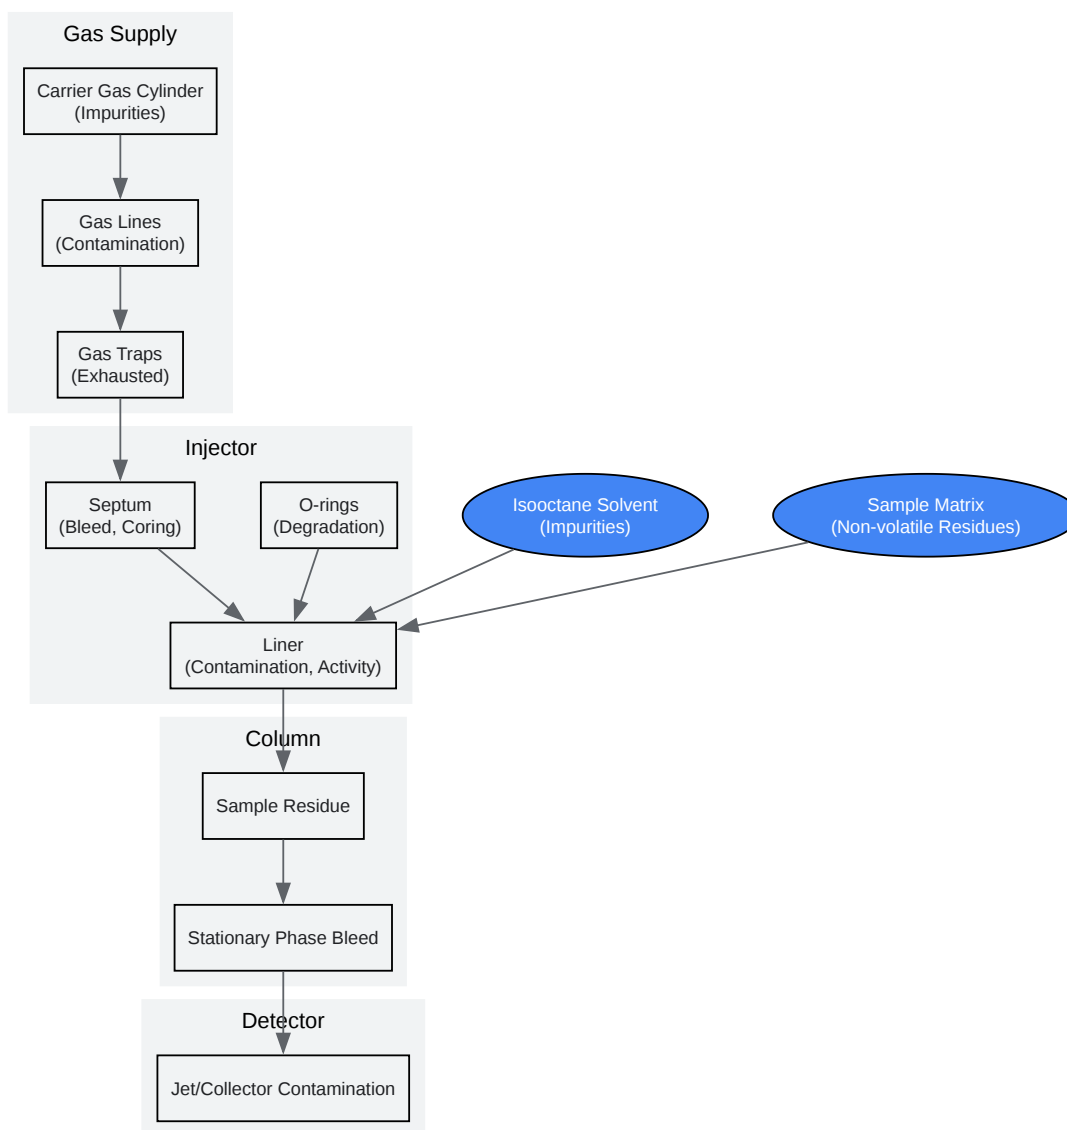 Gas Supply
Carrier Gas Cylinder
(Impurities)
Gas Lines
(Contamination)
Gas Traps
(Exhausted)
Injector
Septum
(Bleed, Coring)
O-rings
(Degradation)
Isooctane Solvent
(Impurities)
Sample Matrix
(Non-volatile Residues)
Liner
(Contamination, Activity)
Column
Sample Residue
Stationary Phase Bleed
Detector
Jet/Collector Contamination